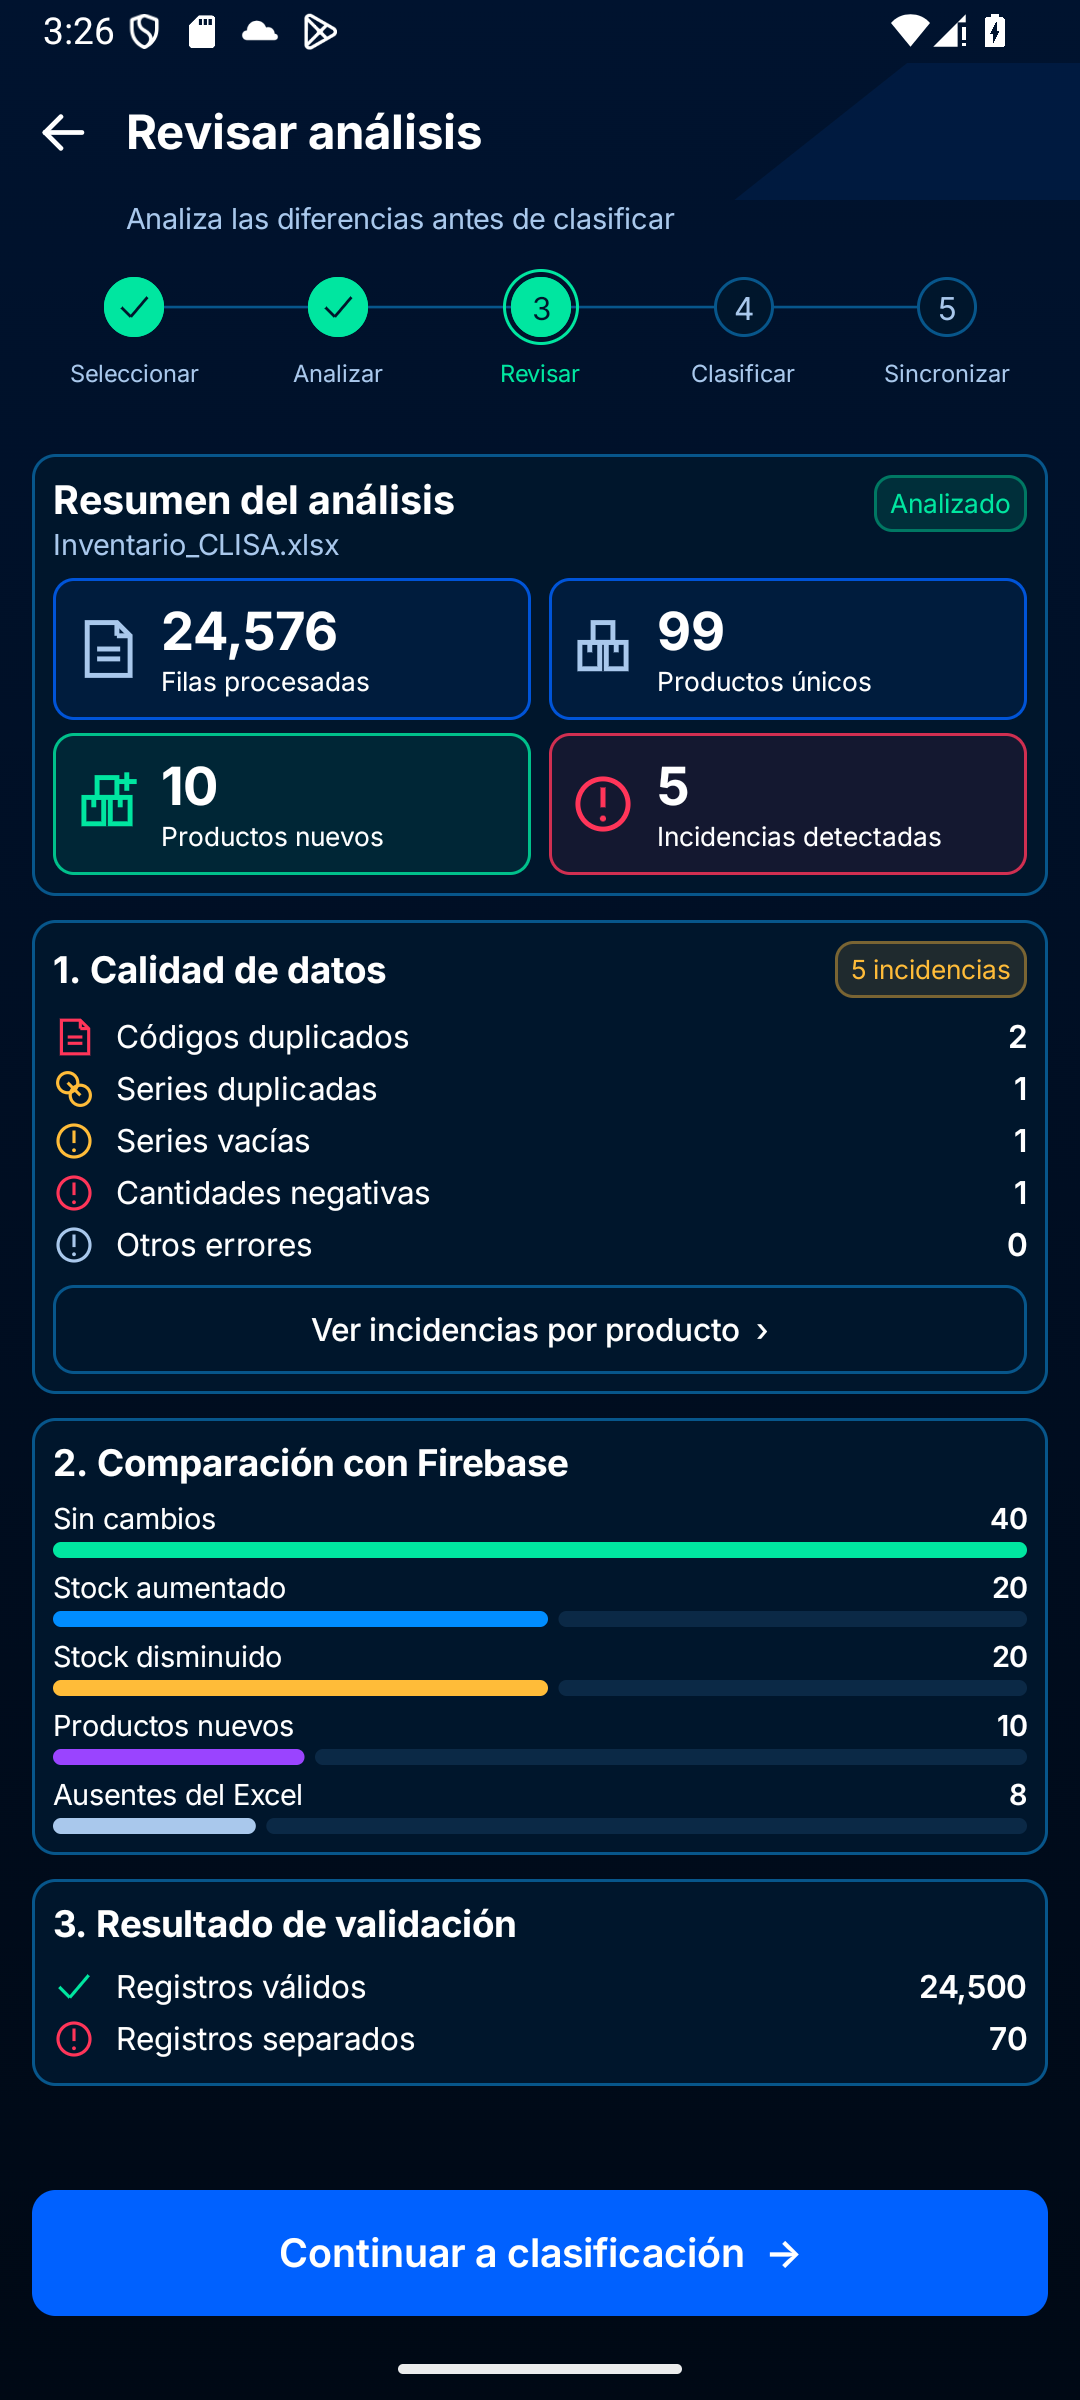 3:26
Revisar análisis
Analiza las diferencias antes de clasificar
3
4
5
Seleccionar
Analizar
Revisar
Clasificar
Sincronizar
Resumen del análisis
Analizado
Inventario_CLISA.xlsx
24,576
Filas procesadas
99
Productos únicos
10
Productos nuevos
5
Incidencias detectadas
1. Calidad de datos
5 incidencias
Códigos duplicados 2
Series duplicadas 1
Series vacías 1
Cantidades negativas 1
Otros errores 0
Ver incidencias por producto ›
2. Comparación con Firebase
Sin cambios 40
Stock aumentado 20
Stock disminuido 20
Productos nuevos 10
Ausentes del Excel 8
3. Resultado de validación
Registros válidos 24,500
Registros separados 70
Continuar a clasificación →